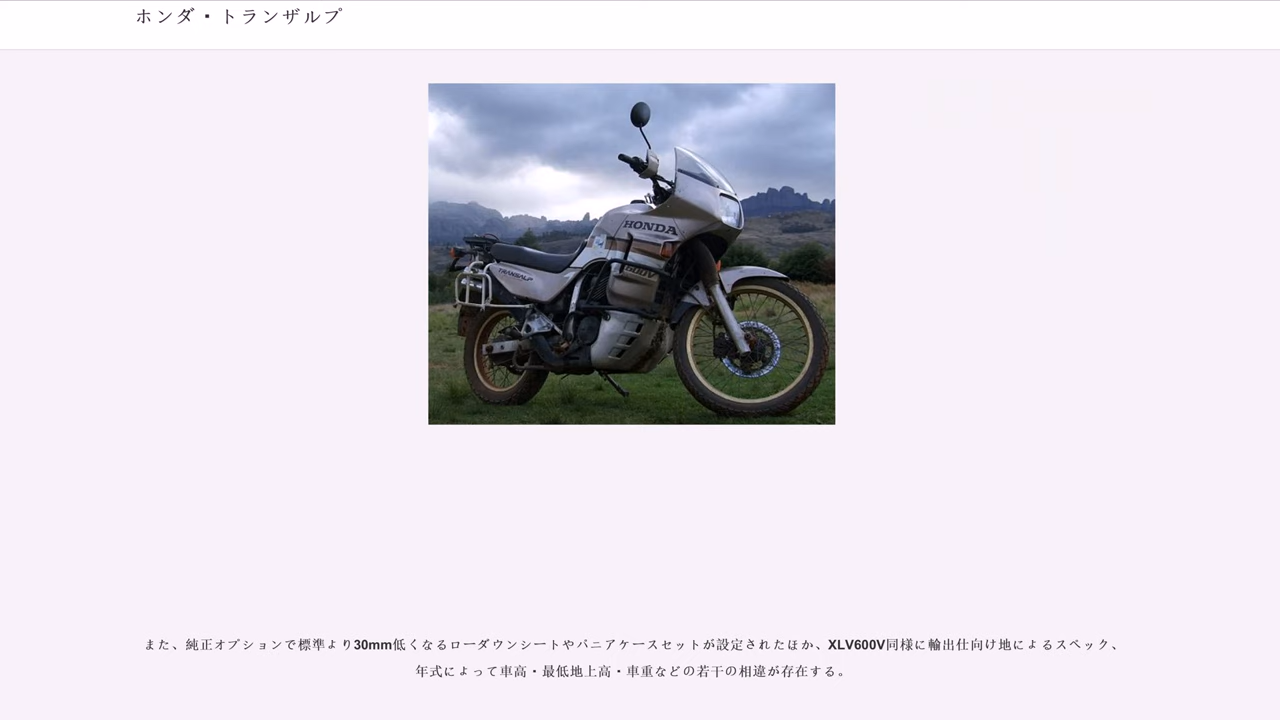 ホンダ・トランザルプ
HONDA
600V
TRANSALP
また、純正オプションで標準より30mm低くなるローダウンシートやパニアケースセットが設定されたほか、XLV600V同様に輸出仕向け地によるスペック、
年式によって車高・最低地上高・車重などの若干の相違が存在する。